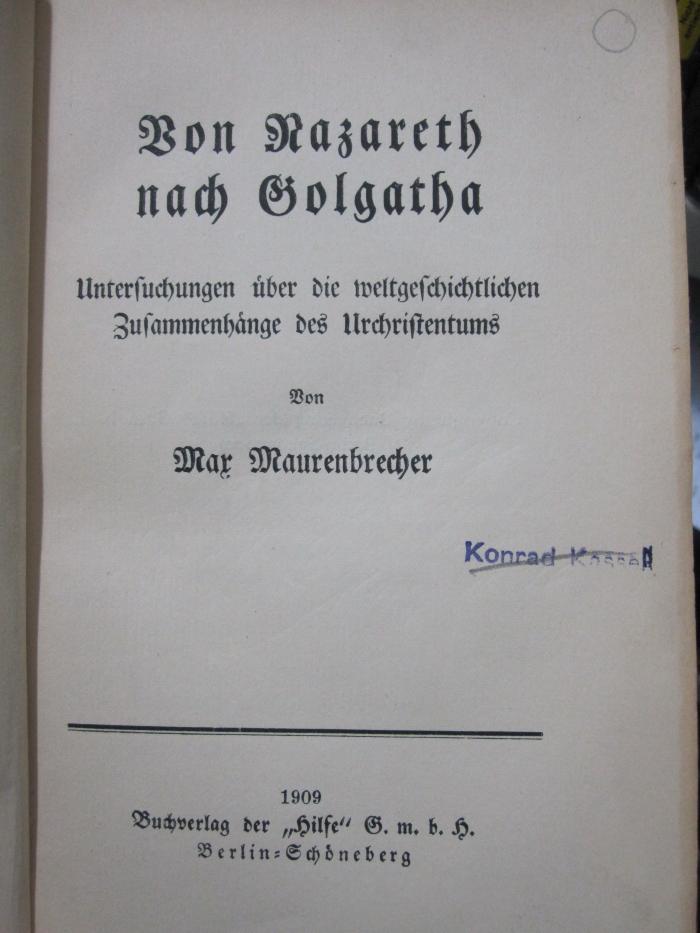 Von Nazareth
nach Golgatha
Unterſuchungen über die weltgeſchichtlichen
Zuſammenhänge des Urchriſtentums
Von
Max Maurenbrecher
Konrad
1909
Buchverlag der „Hilfe“ G. m. b. H.
Berlin-Schöneberg